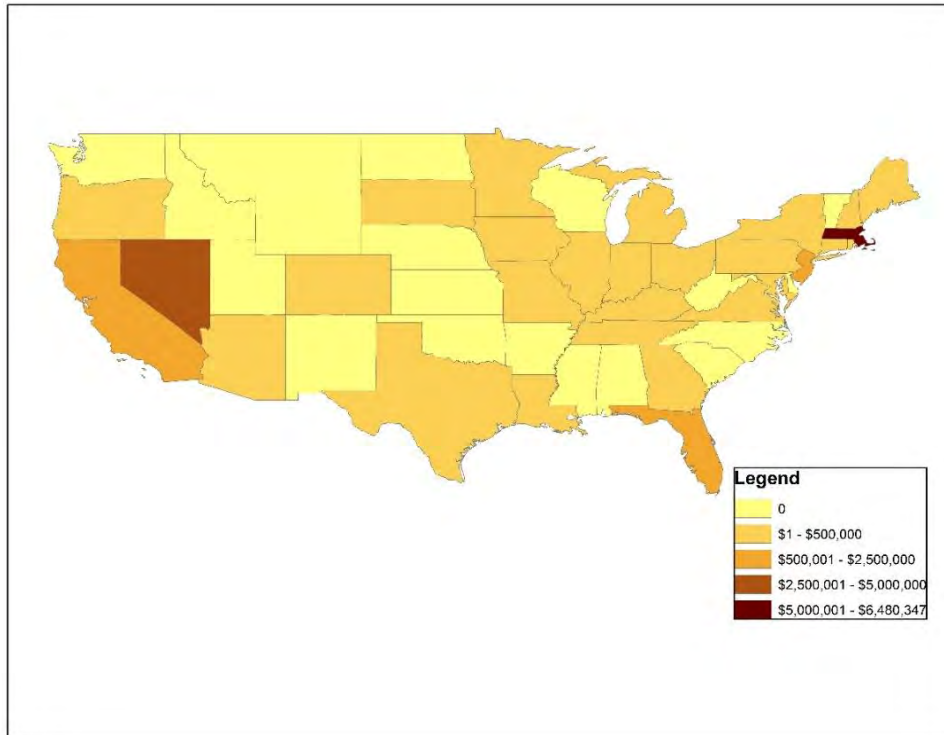 Legend
0
$1 - $500,000
$500,001 - $2,500,000
$2,500,001 - $5,000,000
$5,000,001 - $6,480,347